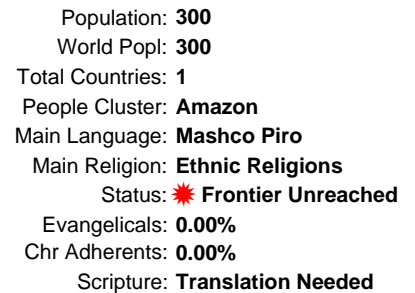 Population: 300
World Popl: 300
Total Countries: 1
People Cluster: Amazon
Main Language: Mashco Piro
Main Religion: Ethnic Religions
Status: Frontier Unreached
Evangelicals: 0.00%
Chr Adherents: 0.00%
Scripture: Translation Needed